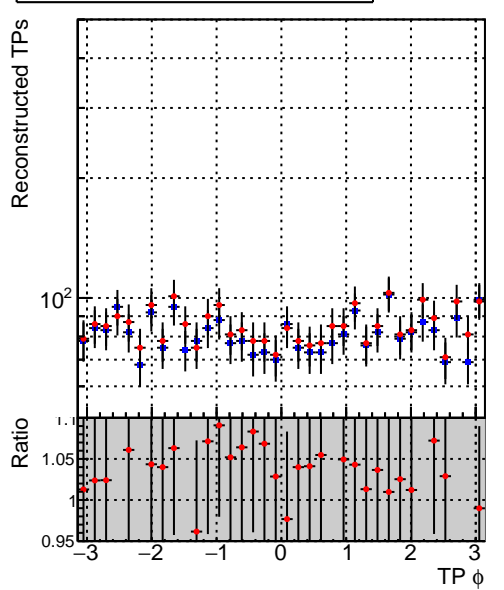 Reconstructed TPs
10²
Ratio
1.1
1.05
1
0.95
−3 −2 −1 0 1 2 3
TP ϕ